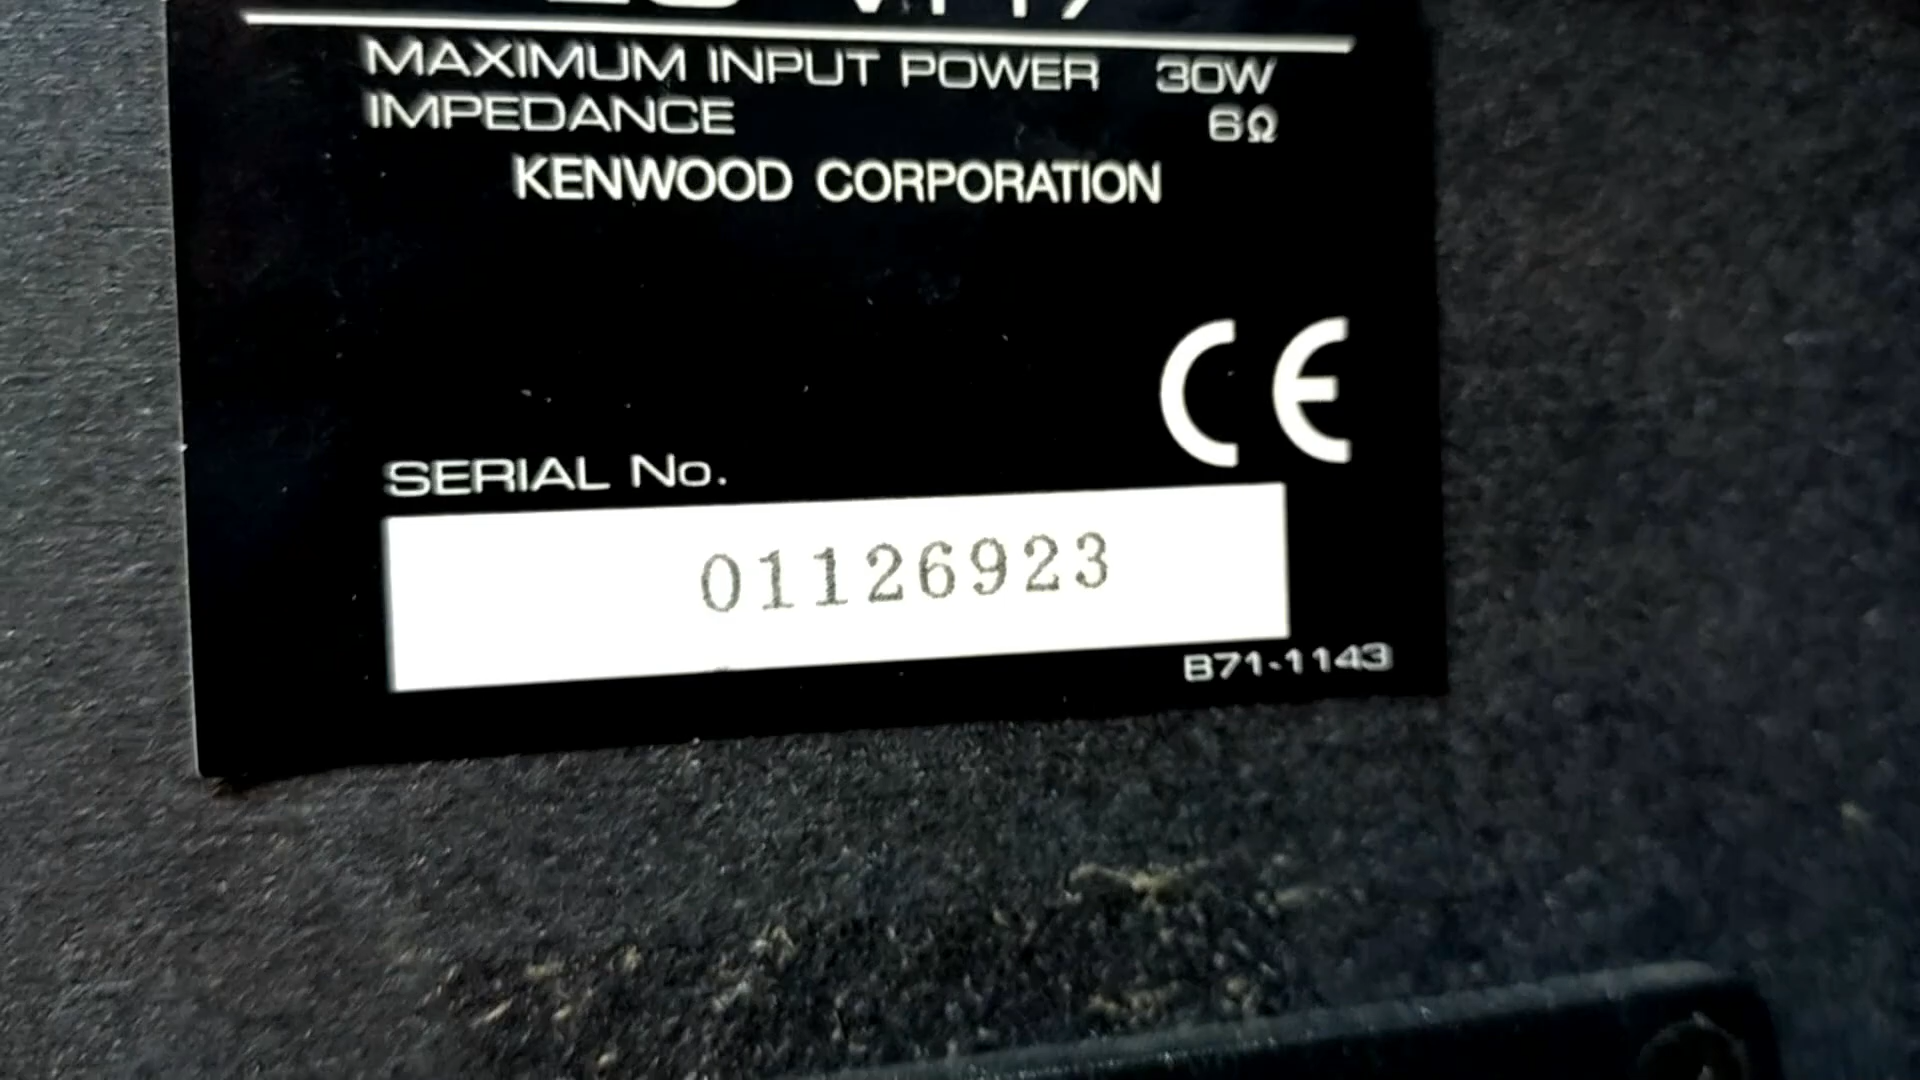 MAXIMUM INPUT POWER 30W
IMPEDANCE 6Ω
KENWOOD CORPORATION
CE
SERIAL No.
01126923
B71-1143